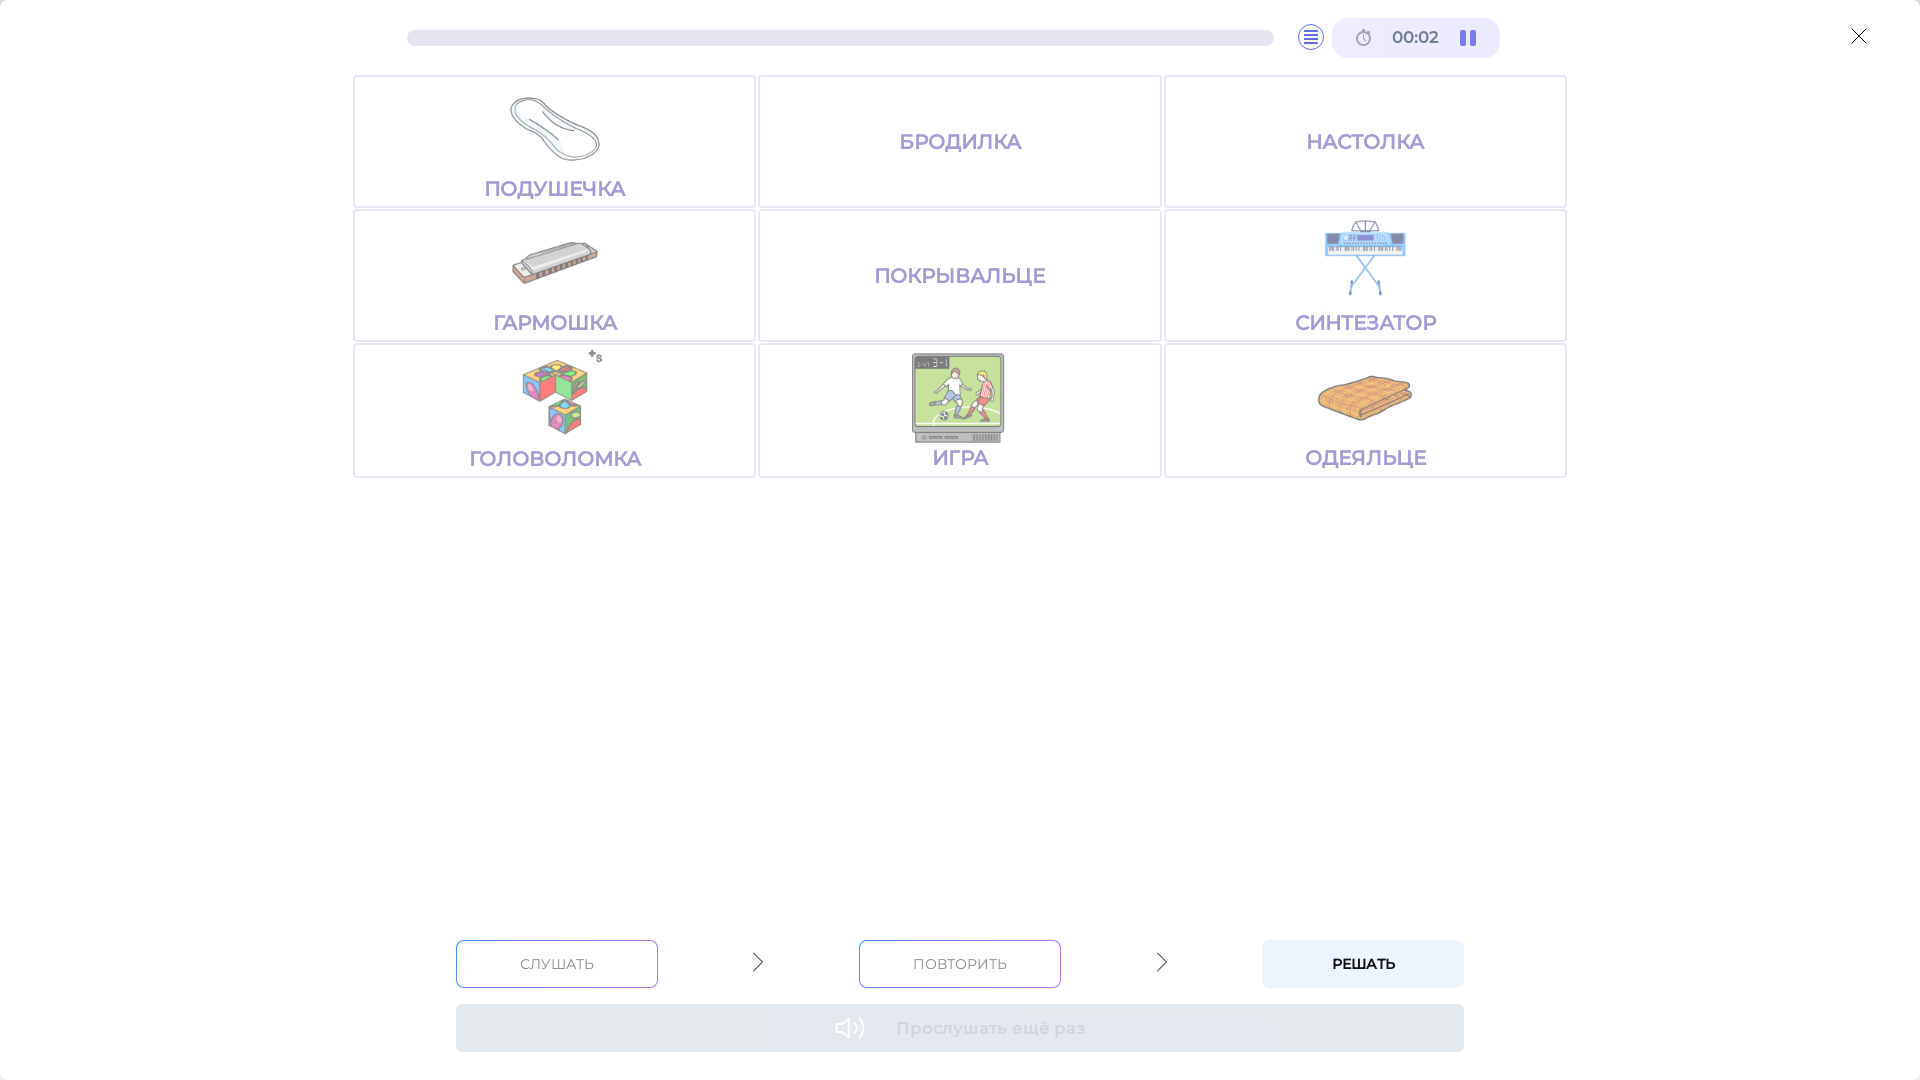 00:02
ПОДУШЕЧКА
БРОДИЛКА
НАСТОЛКА
ГАРМОШКА
ПОКРЫВАЛЬЦЕ
СИНТЕЗАТОР
+s
3-1
ГОЛОВОЛОМКА
ИГРА
ОДЕЯЛЬЦЕ
СЛУШАТЬ
ПОВТОРИТЬ
РЕШАТЬ
Прослушать ещё раз